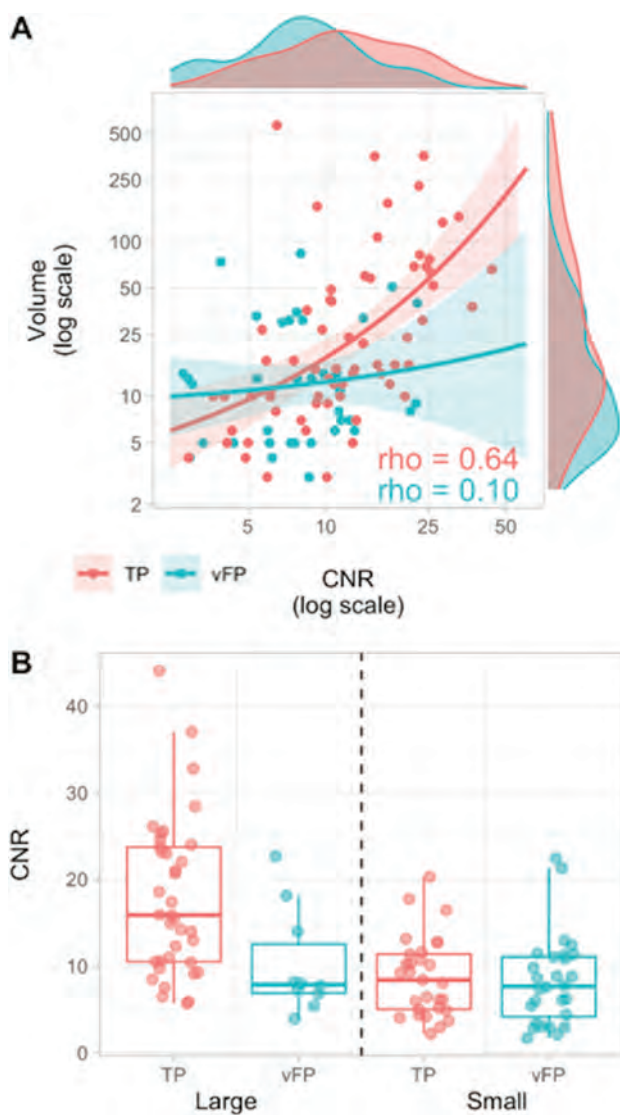 A
500
250
100
50
25
10
5
2
Volume
(log scale)
rho = 0.64
rho = 0.10
5 10 25 50
TP vFP
CNR
(log scale)
B
40
30
20
10
0
CNR
TP vFP TP vFP
Large Small